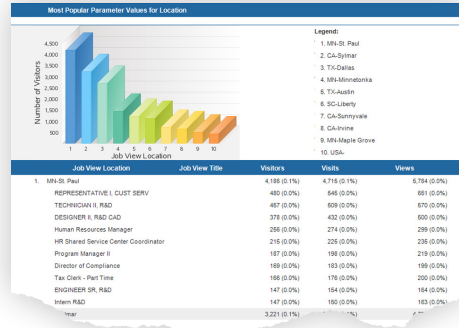 Most Popular Parameter Values for Location
Legend:
1. MN-St. Paul
2. CA-Sylmar
3. TX-Dallas
4. MN-Minnetonka
5. TX-Austin
6. SC-Liberty
7. CA-Sunnyvale
8. CA-Irvine
9. MN-Maple Grove
10. USA-
Number of Visitors
4,500
4,000
3,500
3,000
2,500
2,000
1,500
1,000
500
1 2 3 4 5 6 7 8 9 10
Job View Location
Job View Location Job View Title Visitors Visits Views
1. MN-St. Paul 4,186 (0.1%) 4,715 (0.1%) 5,784 (0.0%)
REPRESENTATIVE I, CUST SERV 480 (0.0%) 546 (0.0%) 651 (0.0%)
TECHNICIAN II, R&D 457 (0.0%) 509 (0.0%) 570 (0.0%)
DESIGNER II, R&D CAD 378 (0.0%) 432 (0.0%) 500 (0.0%)
Human Resources Manager 256 (0.0%) 274 (0.0%) 299 (0.0%)
HR Shared Service Center Coordinator 215 (0.0%) 225 (0.0%) 235 (0.0%)
Program Manager II 187 (0.0%) 198 (0.0%) 219 (0.0%)
Director of Compliance 169 (0.0%) 183 (0.0%) 199 (0.0%)
Tax Clerk - Part Time 166 (0.0%) 176 (0.0%) 200 (0.0%)
ENGINEER SR, R&D 147 (0.0%) 154 (0.0%) 164 (0.0%)
Intern R&D 147 (0.0%) 160 (0.0%) 163 (0.0%)
3,221 (0.1%)